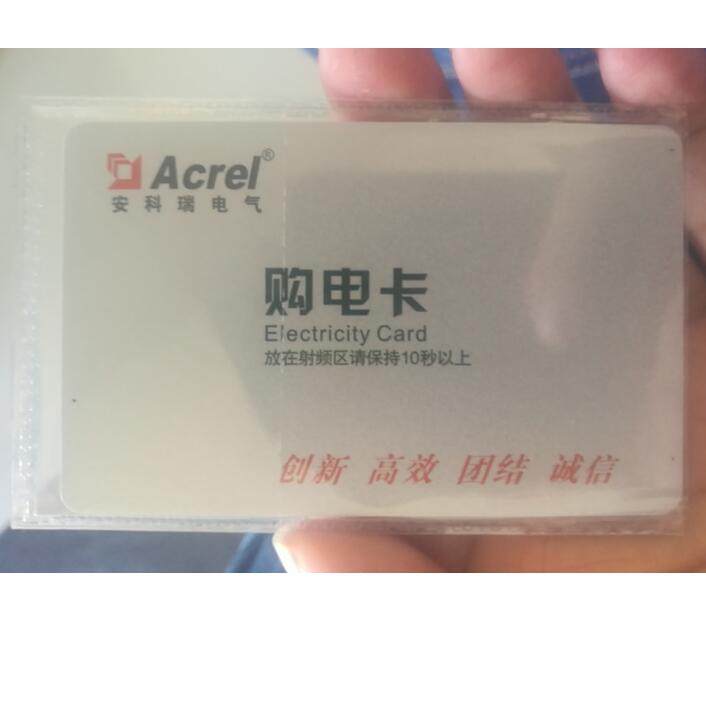 Acrel®
安科瑞电气
购电卡
Electricity Card
放在射频区请保持10秒以上
创新 高效 团结 诚信